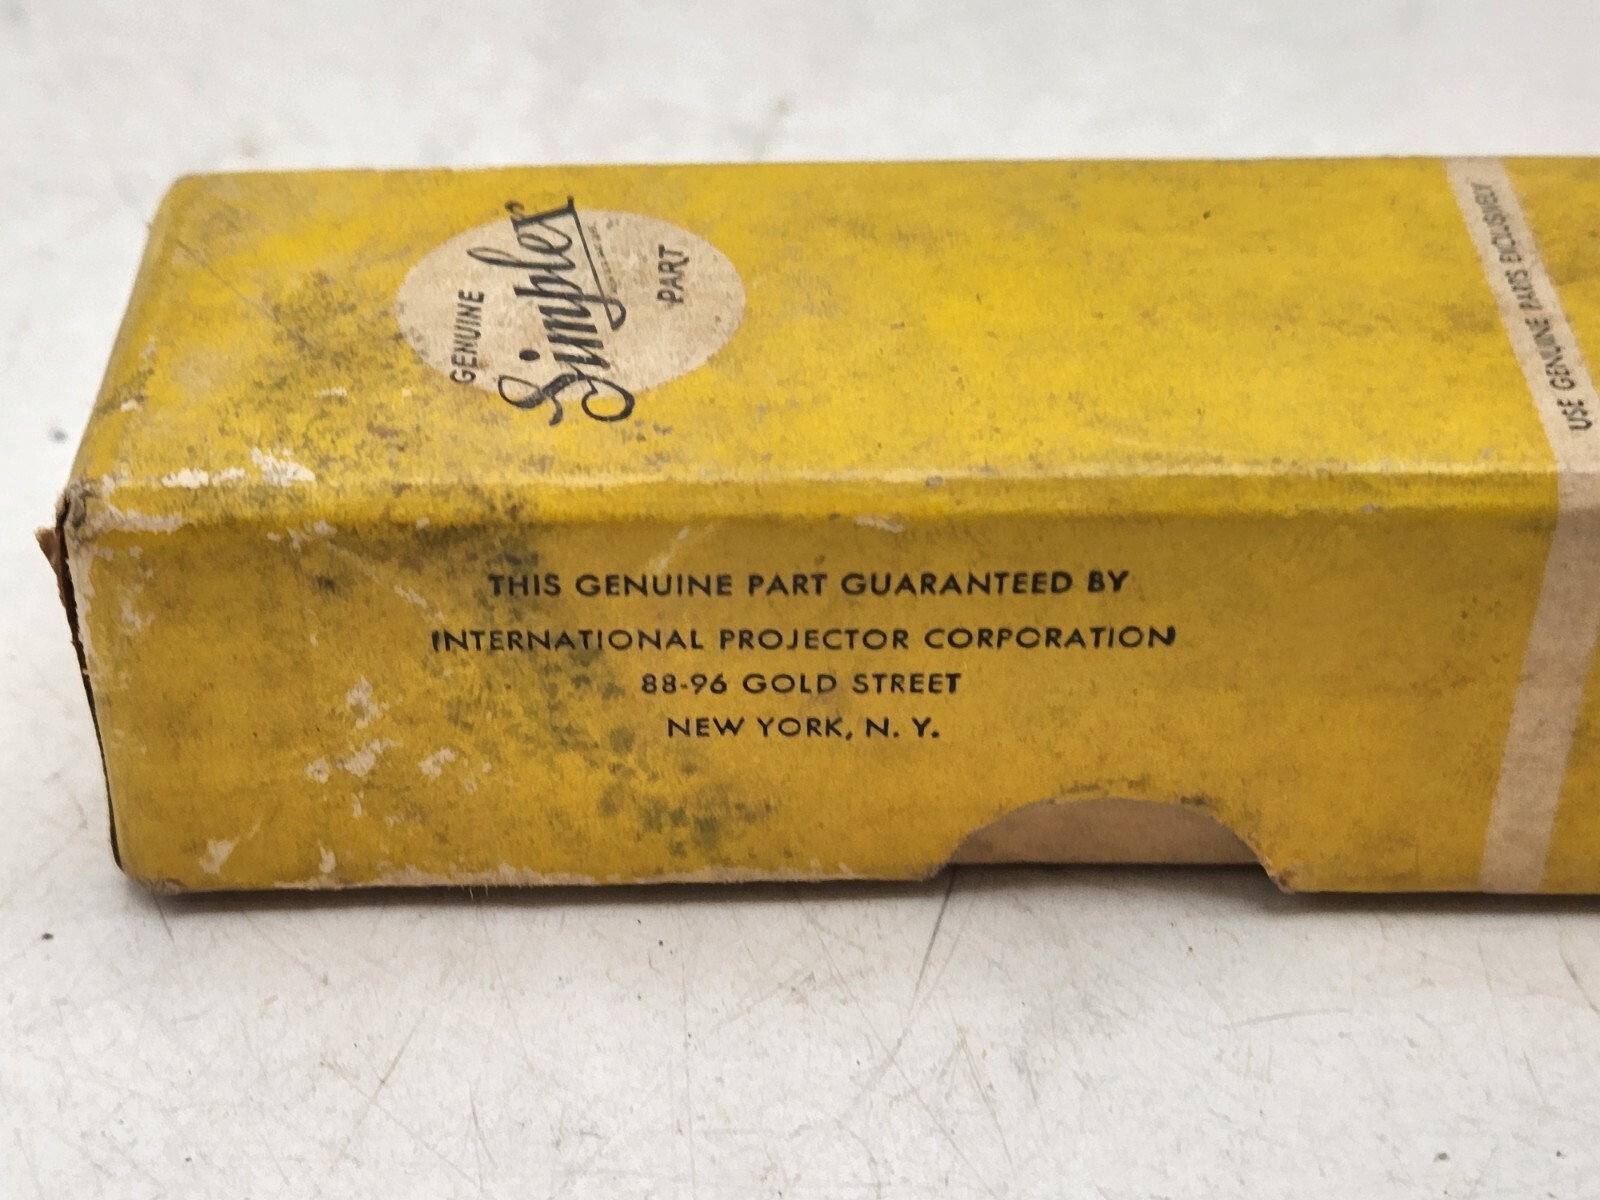 GENUINE
Simplex
PART
USE GENUINE PARTS EXCLUSIVELY
THIS GENUINE PART GUARANTEED BY
INTERNATIONAL PROJECTOR CORPORATION
88-96 GOLD STREET
NEW YORK, N. Y.